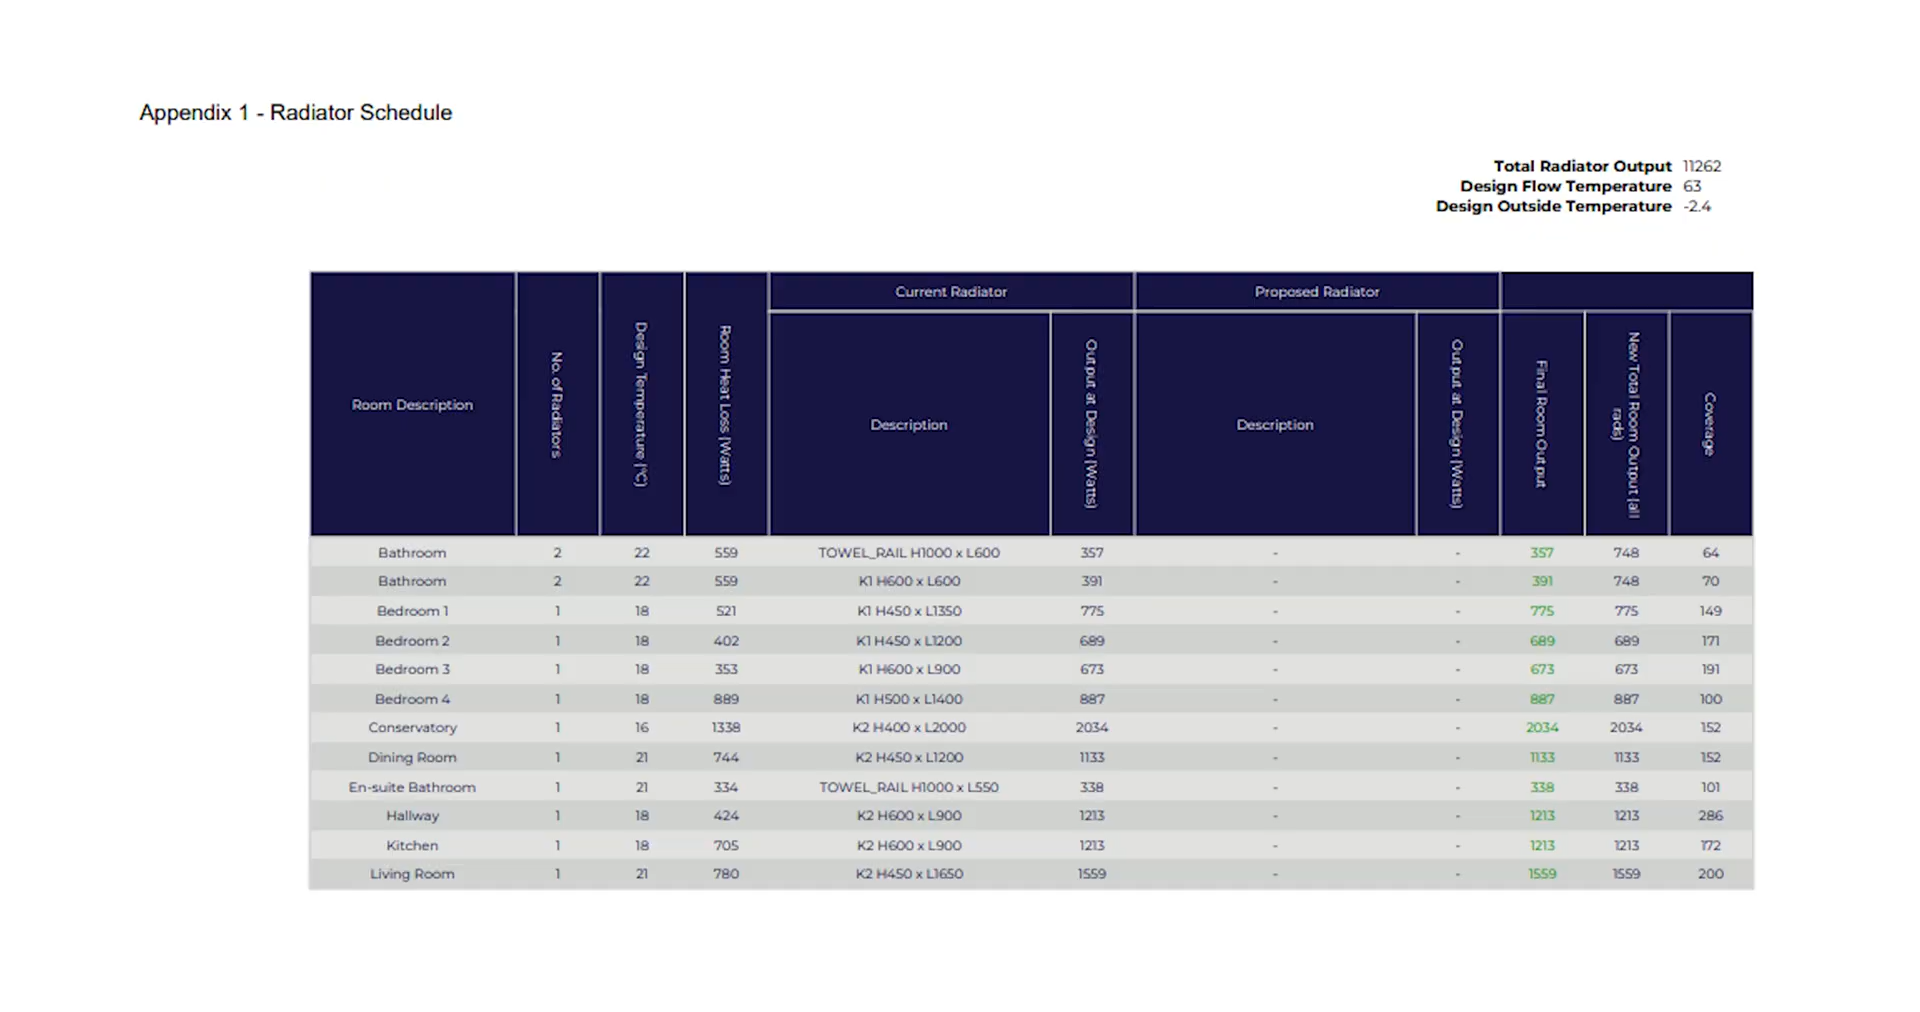 Appendix 1 - Radiator Schedule
Total Radiator Output 11262
Design Flow Temperature 63
Design Outside Temperature -2.4
Current Radiator Proposed Radiator
Room Description No. of Radiators Design Temperature (°C) Room Heat Loss (Watts) Description Output at Design (Watts) Description Output at Design (Watts) Final Room Output New Total Room Output (all rads) Coverage
Bathroom 2 22 559 TOWEL_RAIL H1000 x L600 357 - - 357 748 64
Bathroom 2 22 559 K1 H600 x L600 391 - - 391 748 70
Bedroom 1 1 18 521 K1 H450 x L1350 775 - - 775 775 149
Bedroom 2 1 18 402 K1 H450 x L1200 689 - - 689 689 171
Bedroom 3 1 18 353 K1 H600 x L900 673 - - 673 673 191
Bedroom 4 1 18 889 K1 H500 x L1400 887 - - 887 887 100
Conservatory 1 16 1338 K2 H400 x L2000 2034 - - 2034 2034 152
Dining Room 1 21 744 K2 H450 x L1200 1133 - - 1133 1133 152
En-suite Bathroom 1 21 334 TOWEL_RAIL H1000 x L550 338 - - 338 338 101
Hallway 1 18 424 K2 H600 x L900 1213 - - 1213 1213 286
Kitchen 1 18 705 K2 H600 x L900 1213 - - 1213 1213 172
Living Room 1 21 780 K2 H450 x L1650 1559 - - 1559 1559 200